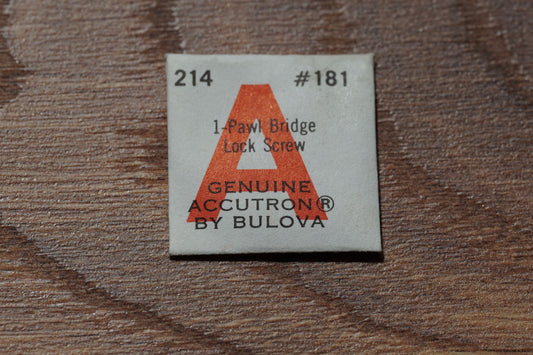 214 #181
1-Pawl Bridge
Lock Screw
A
GENUINE
ACCUTRON®
BY BULOVA